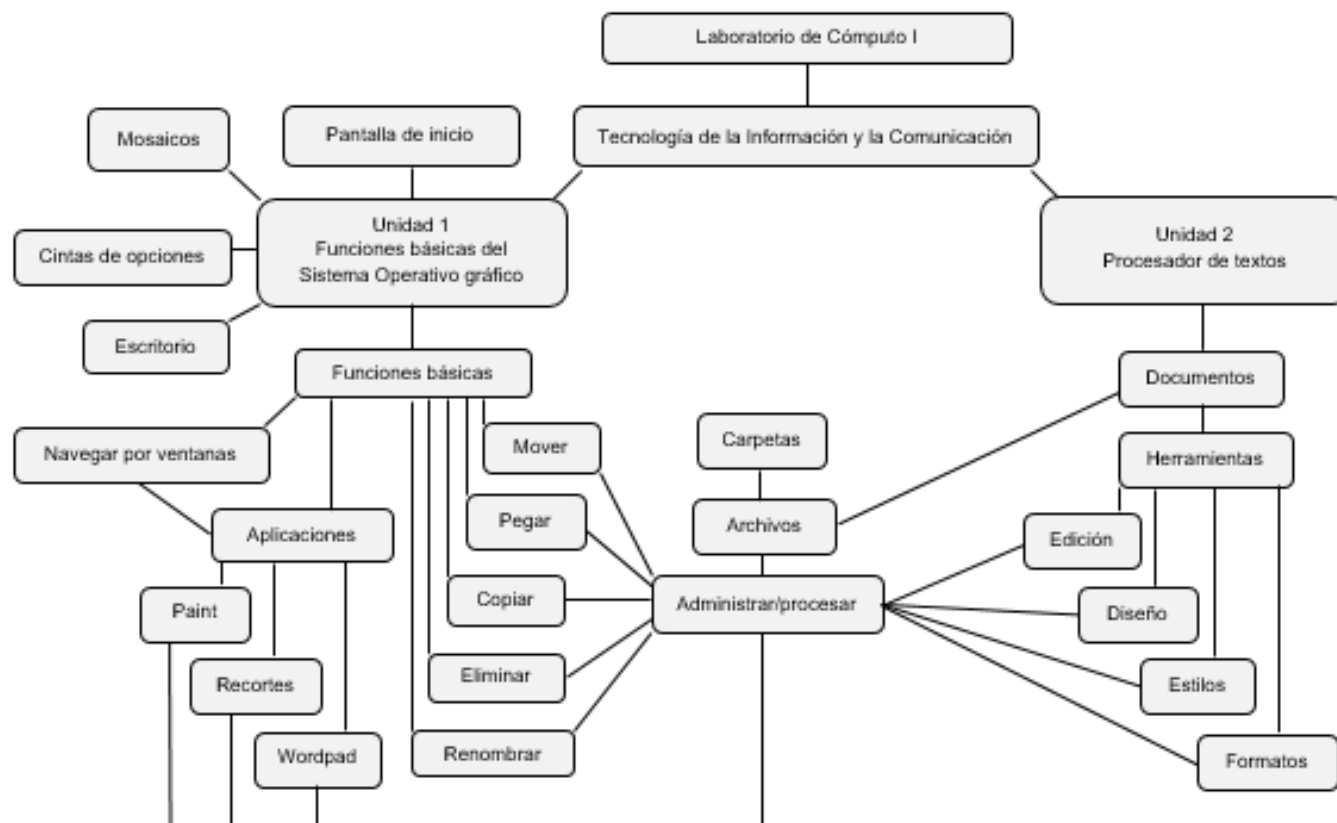 Laboratorio de Cómputo I
Mosaicos
Pantalla de inicio
Tecnología de la Información y la Comunicación
Unidad 1
Funciones básicas del
Sistema Operativo gráfico
Unidad 2
Procesador de textos
Cintas de opciones
Escritorio
Funciones básicas
Documentos
Navegar por ventanas
Mover
Carpetas
Herramientas
Aplicaciones
Pegar
Archivos
Edición
Paint
Copiar
Administrar/procesar
Diseño
Recortes
Eliminar
Estilos
Wordpad
Renombrar
Formatos